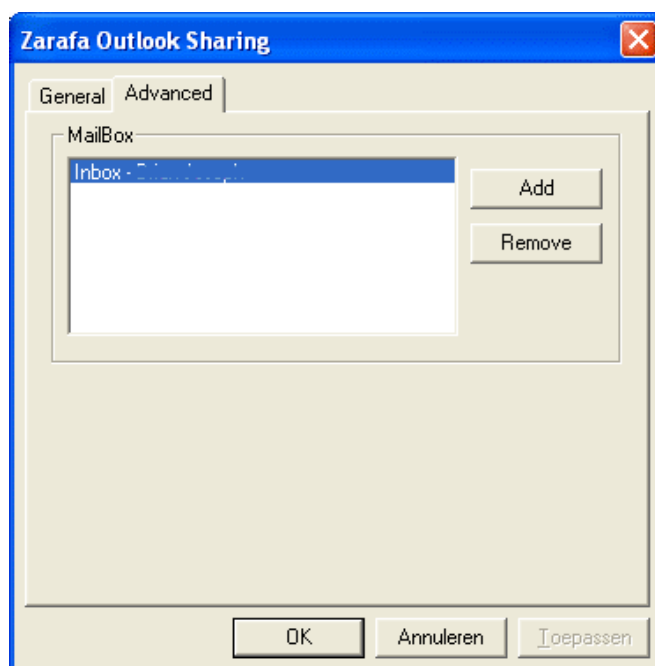 Zarafa Outlook Sharing
General
Advanced
MailBox
Inbox -
Add
Remove
OK
Annuleren
Toepassen